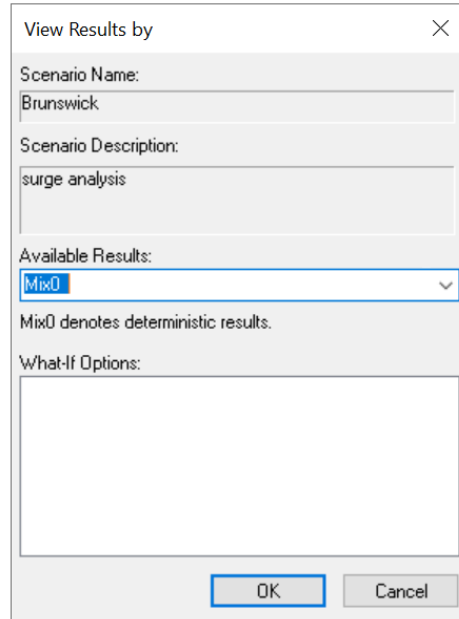 View Results by
Scenario Name:
Brunswick
Scenario Description:
surge analysis
Available Results:
Mix0
Mix0 denotes deterministic results.
What-If Options:
OK Cancel